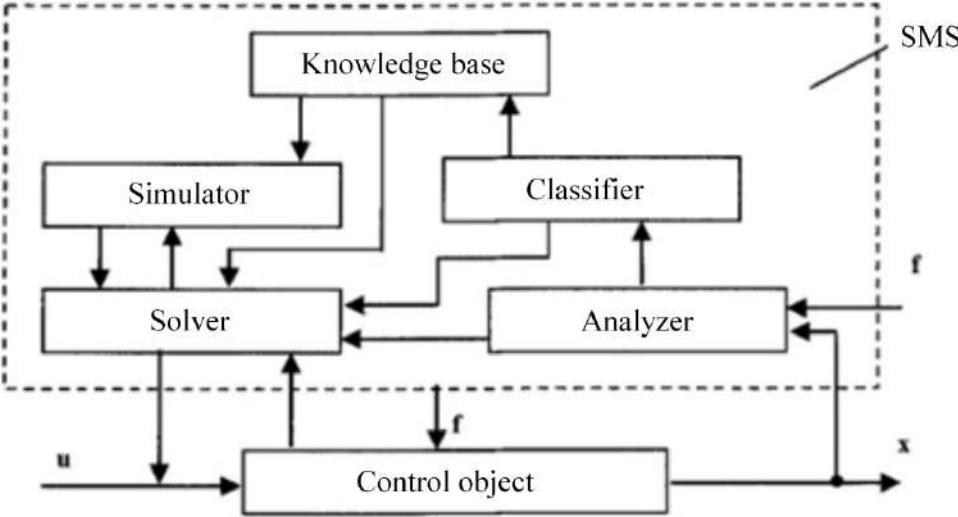 SMS
Knowledge base
Simulator
Classifier
f
Solver
Analyzer
f
u
x
Control object